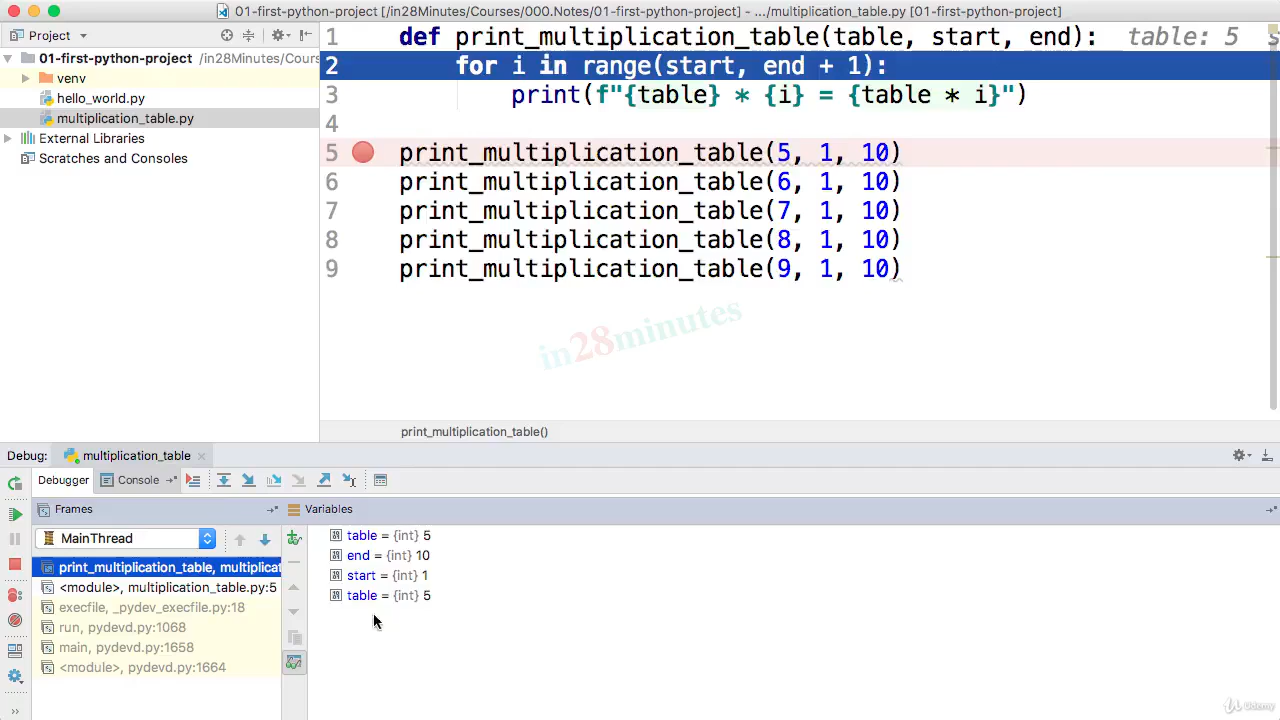 01-first-python-project [/in28Minutes/Courses/000.Notes/01-first-python-project] - .../multiplication_table.py [01-first-python-project]
Project
01-first-python-project /in28Minutes/Cours
venv
hello_world.py
multiplication_table.py
External Libraries
Scratches and Consoles
1 def print_multiplication_table(table, start, end): table: 5 s
2 for i in range(start, end + 1):
3 print(f"{table} * {i} = {table * i}")
4
5 print_multiplication_table(5, 1, 10)
6 print_multiplication_table(6, 1, 10)
7 print_multiplication_table(7, 1, 10)
8 print_multiplication_table(8, 1, 10)
9 print_multiplication_table(9, 1, 10)
in28minutes
print_multiplication_table()
Debug: multiplication_table
Debugger Console
Frames
Variables
MainThread
print_multiplication_table, multiplicat
<module>, multiplication_table.py:5
execfile, _pydev_execfile.py:18
run, pydevd.py:1068
main, pydevd.py:1658
<module>, pydevd.py:1664
table = {int} 5
end = {int} 10
start = {int} 1
table = {int} 5
Udemy